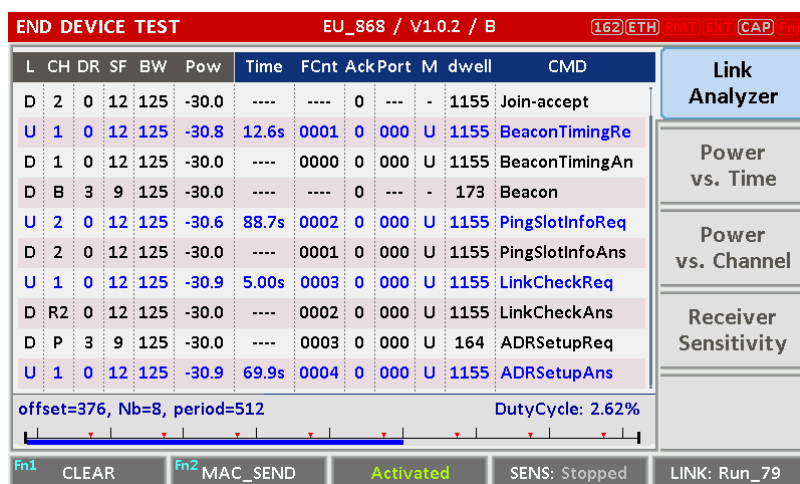 END DEVICE TEST EU_868 / V1.0.2 / B 162 ETH RMT EXT CAP Fn
L CH DR SF BW Pow Time FCnt Ack Port M dwell CMD
D 2 0 12 125 -30.0 ---- ---- 0 --- - 1155 Join-accept
U 1 0 12 125 -30.8 12.6s 0001 0 000 U 1155 BeaconTimingRe
D 1 0 12 125 -30.0 ---- 0000 0 000 U 1155 BeaconTimingAn
D B 3 9 125 -30.0 ---- ---- 0 --- - 173 Beacon
U 2 0 12 125 -30.6 88.7s 0002 0 000 U 1155 PingSlotInfoReq
D 2 0 12 125 -30.0 ---- 0001 0 000 U 1155 PingSlotInfoAns
U 1 0 12 125 -30.9 5.00s 0003 0 000 U 1155 LinkCheckReq
D R2 0 12 125 -30.0 ---- 0002 0 000 U 1155 LinkCheckAns
D P 3 9 125 -30.0 ---- 0003 0 000 U 164 ADRSetupReq
U 1 0 12 125 -30.9 69.9s 0004 0 000 U 1155 ADRSetupAns
offset=376, Nb=8, period=512 DutyCycle: 2.62%
Link
Analyzer
Power
vs. Time
Power
vs. Channel
Receiver
Sensitivity
Fn1 CLEAR Fn2 MAC_SEND Activated SENS: Stopped LINK: Run_79